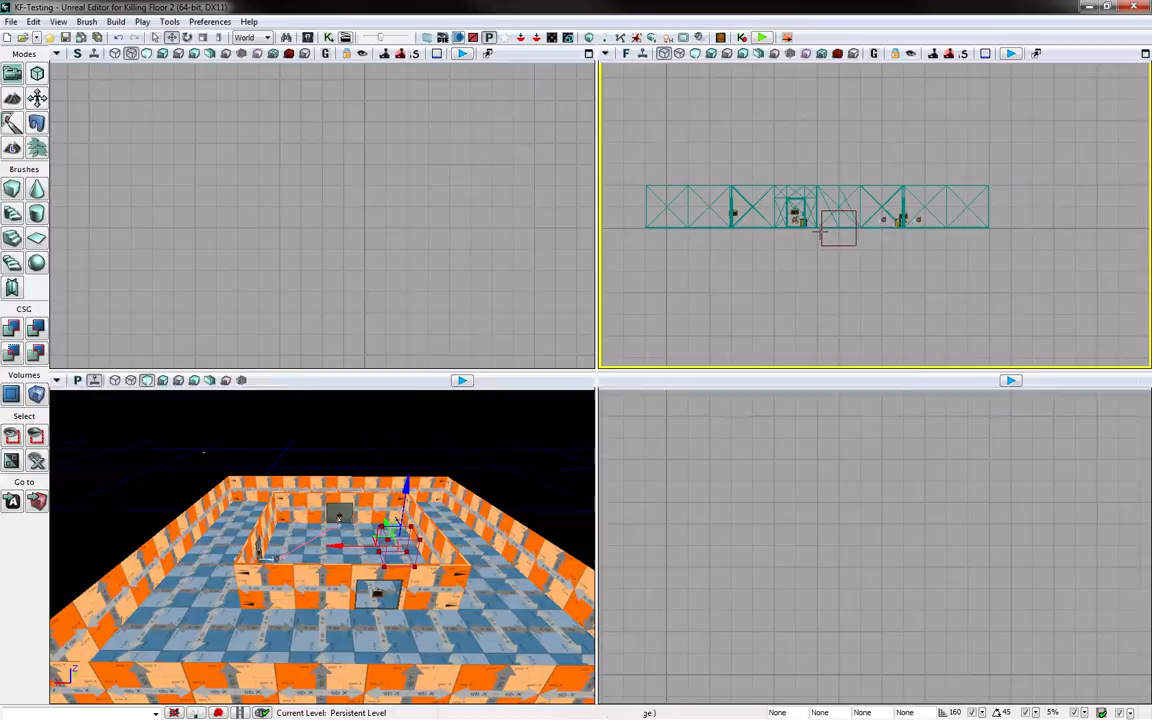 KF-Testing - Unreal Editor for Killing Floor 2 (64-bit, DX11)
File Edit View Brush Build Play Tools Preferences Help
World
Modes
S
G
S
F
G
S
P
Brushes
CSG
Volumes
Select
Go to
Z
Current Level: Persistent Level
ge )
None None None None
160
45
5%